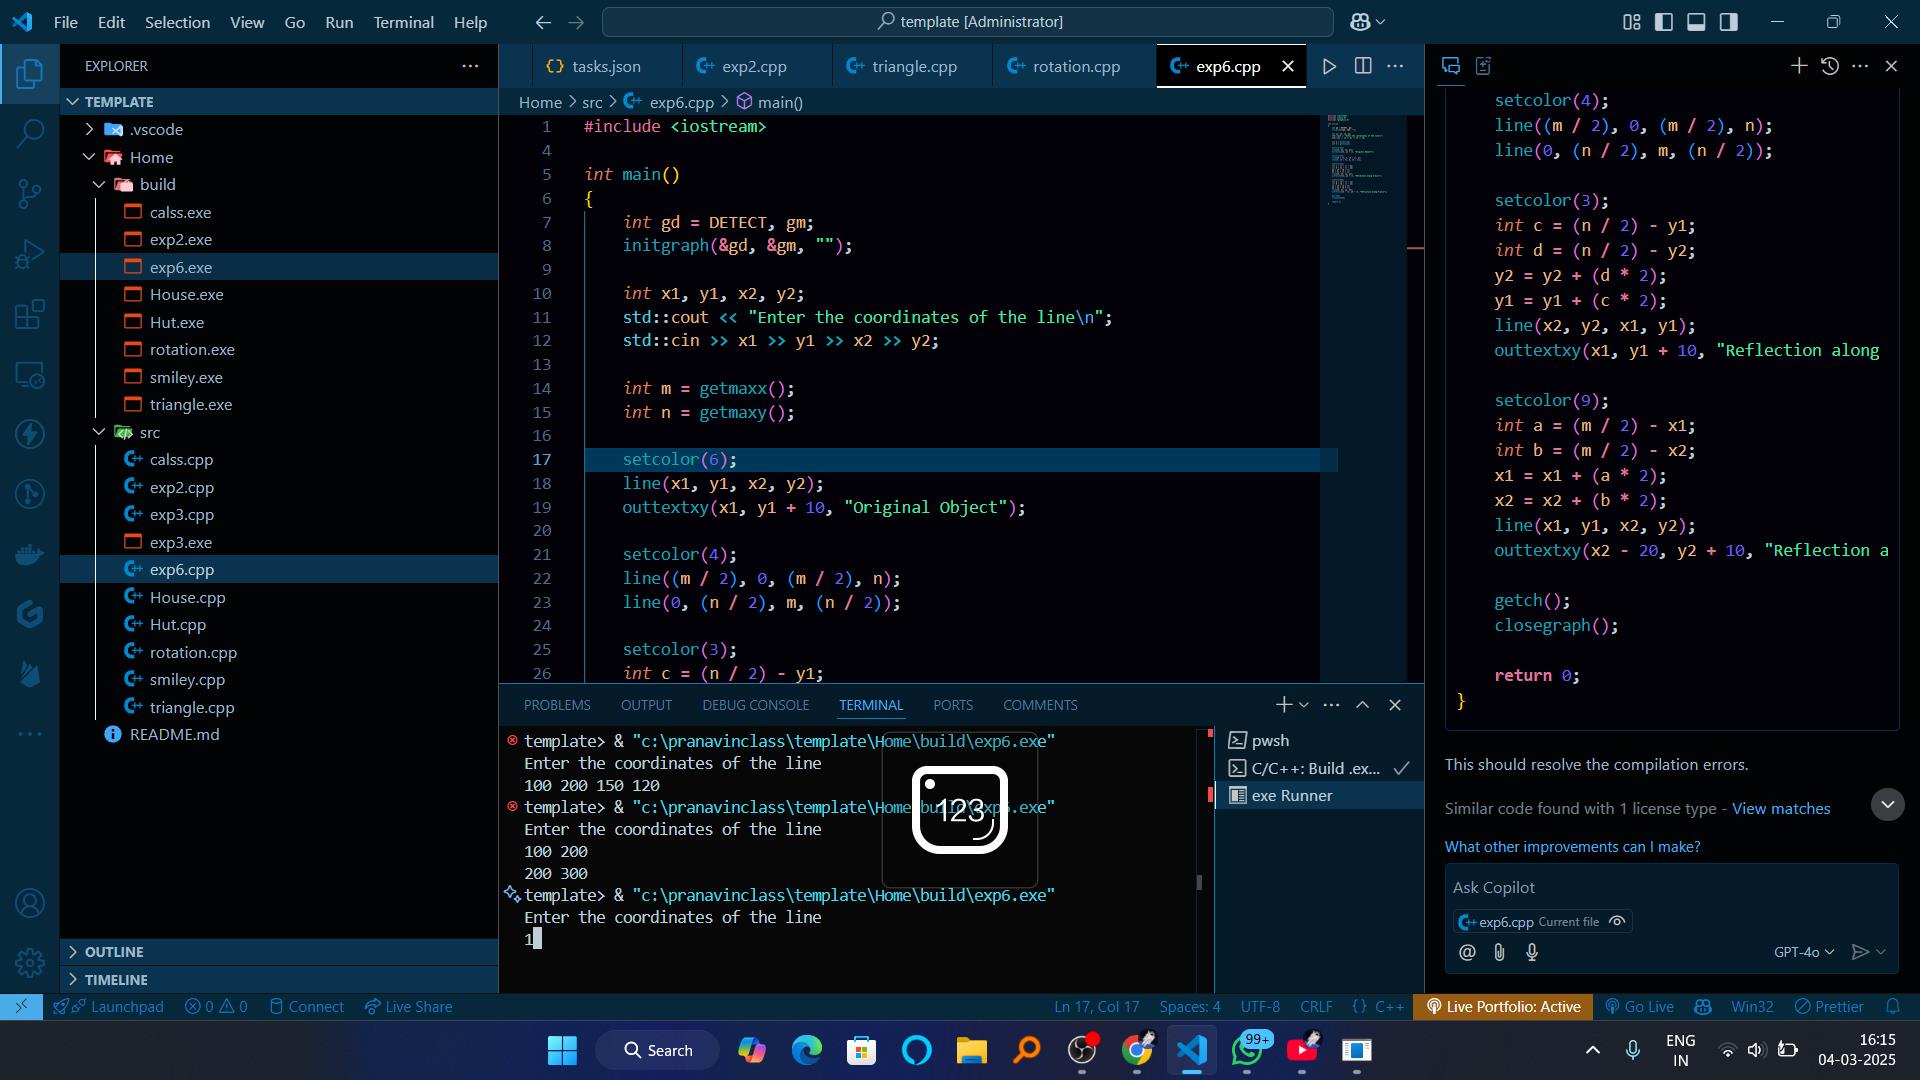 File Edit Selection View Go Run Terminal Help
template [Administrator]
EXPLORER
TEMPLATE
.vscode
Home
build
calss.exe
exp2.exe
exp6.exe
House.exe
Hut.exe
rotation.exe
smiley.exe
triangle.exe
src
calss.cpp
exp2.cpp
exp3.cpp
exp3.exe
exp6.cpp
House.cpp
Hut.cpp
rotation.cpp
smiley.cpp
triangle.cpp
README.md
OUTLINE
TIMELINE
tasks.json exp2.cpp triangle.cpp rotation.cpp exp6.cpp
Home > src > exp6.cpp > main()
1 #include <iostream>
4
5 int main()
6 {
7 int gd = DETECT, gm;
8 initgraph(&gd, &gm, "");
9
10 int x1, y1, x2, y2;
11 std::cout << "Enter the coordinates of the line\n";
12 std::cin >> x1 >> y1 >> x2 >> y2;
13
14 int m = getmaxx();
15 int n = getmaxy();
16
17 setcolor(6);
18 line(x1, y1, x2, y2);
19 outtextxy(x1, y1 + 10, "Original Object");
20
21 setcolor(4);
22 line((m / 2), 0, (m / 2), n);
23 line(0, (n / 2), m, (n / 2));
24
25 setcolor(3);
26 int c = (n / 2) - y1;
PROBLEMS OUTPUT DEBUG CONSOLE TERMINAL PORTS COMMENTS
template> & "c:\pranavinclass\template\Home\build\exp6.exe"
Enter the coordinates of the line
100 200 150 120
template> & "c:\pranavinclass\template\Home\build\exp6.exe"
Enter the coordinates of the line
100 200
200 300
template> & "c:\pranavinclass\template\Home\build\exp6.exe"
Enter the coordinates of the line
1
123
pwsh
C/C++: Build .ex...
exe Runner
setcolor(4);
line((m / 2), 0, (m / 2), n);
line(0, (n / 2), m, (n / 2));
setcolor(3);
int c = (n / 2) - y1;
int d = (n / 2) - y2;
y2 = y2 + (d * 2);
y1 = y1 + (c * 2);
line(x2, y2, x1, y1);
outtextxy(x1, y1 + 10, "Reflection along
setcolor(9);
int a = (m / 2) - x1;
int b = (m / 2) - x2;
x1 = x1 + (a * 2);
x2 = x2 + (b * 2);
line(x1, y1, x2, y2);
outtextxy(x2 - 20, y2 + 10, "Reflection a
getch();
closegraph();
return 0;
}
This should resolve the compilation errors.
Similar code found with 1 license type - View matches
What other improvements can I make?
Ask Copilot
exp6.cpp Current file
GPT-4o
Launchpad 0 0 Connect Live Share Ln 17, Col 17 Spaces: 4 UTF-8 CRLF {} C++ Live Portfolio: Active Go Live Win32 Prettier
Search
99+
ENG
IN
16:15
04-03-2025